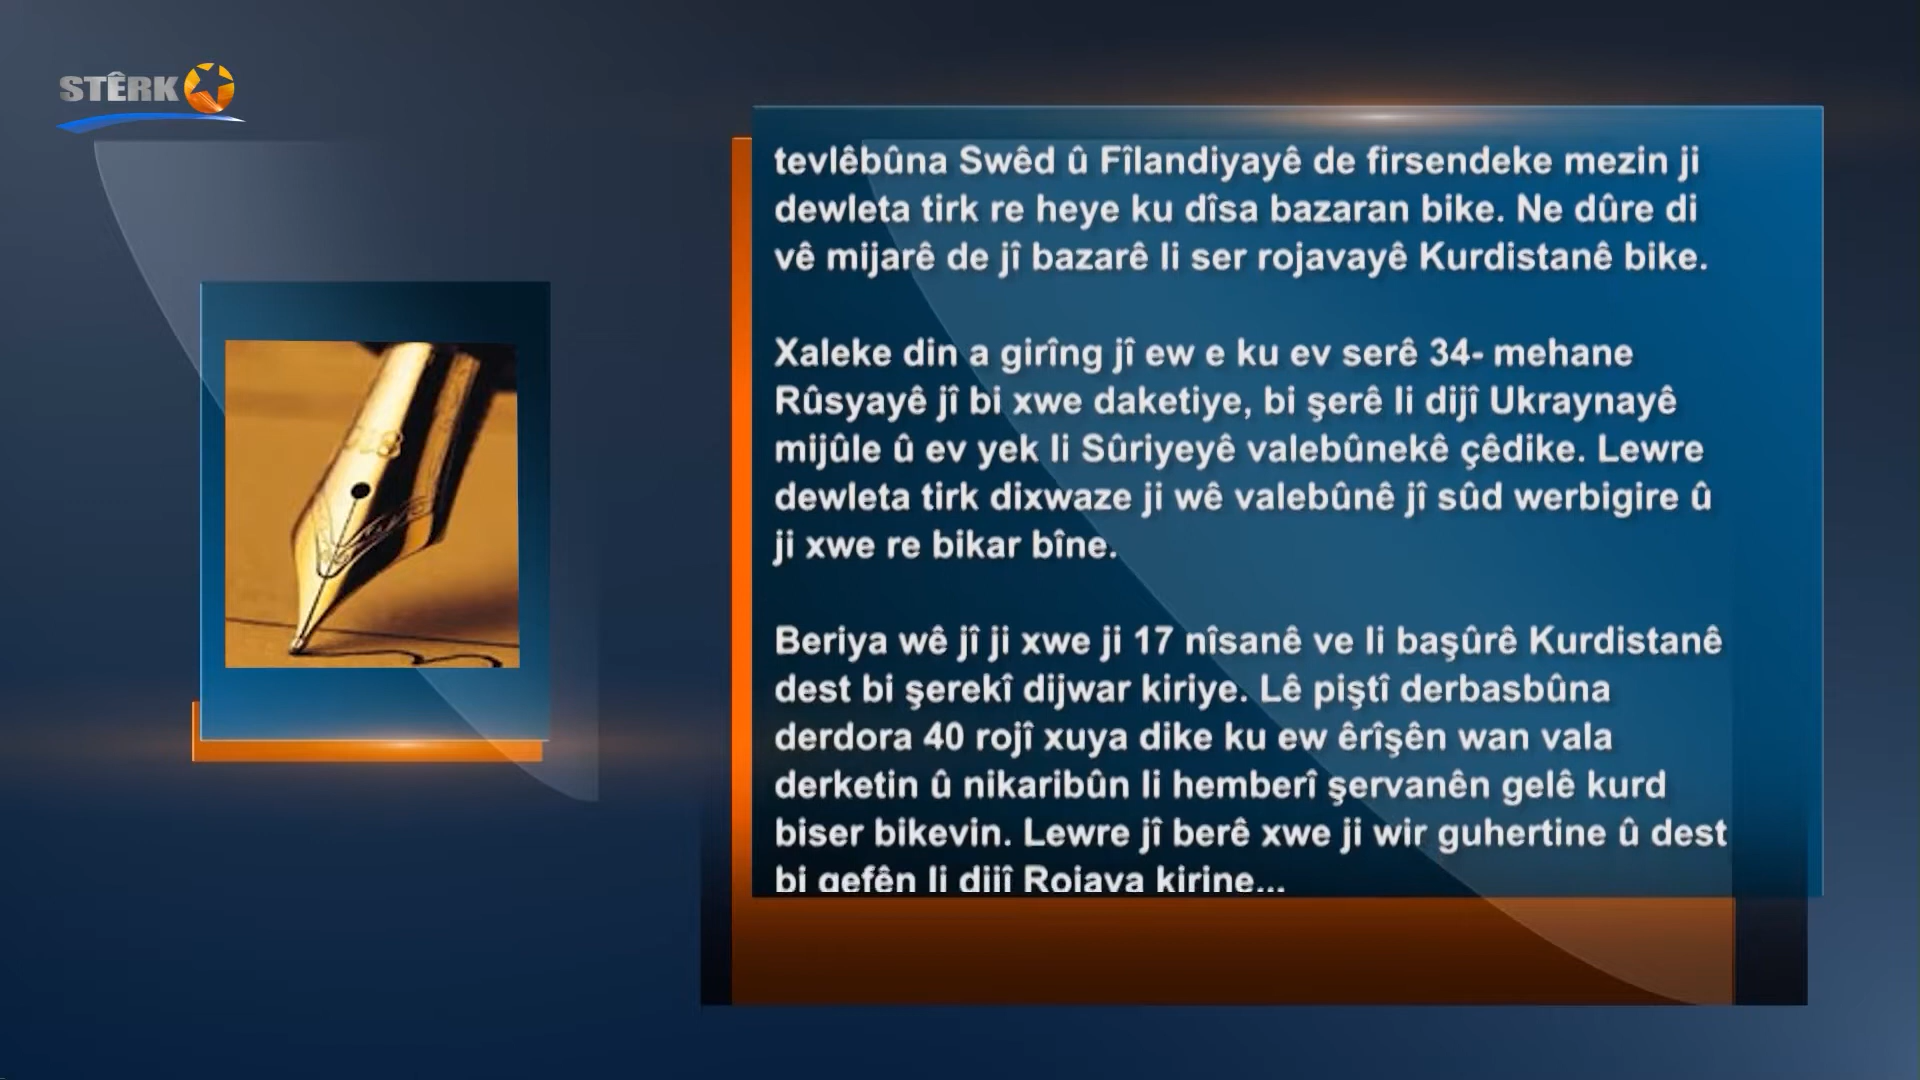 STÊRK
tevlêbûna Swêd û Fîlandiyayê de firsendeke mezin ji
dewleta tirk re heye ku dîsa bazaran bike. Ne dûre di
vê mijarê de jî bazarê li ser rojavayê Kurdistanê bike.
Xaleke din a girîng jî ew e ku ev serê 34- mehane
Rûsyayê jî bi xwe daketiye, bi şerê li dijî Ukraynayê
mijûle û ev yek li Sûriyeyê valebûnekê çêdike. Lewre
dewleta tirk dixwaze ji wê valebûnê jî sûd werbigire û
ji xwe re bikar bîne.
Beriya wê jî ji xwe ji 17 nîsanê ve li başûrê Kurdistanê
dest bi şerekî dijwar kiriye. Lê piştî derbasbûna
derdora 40 rojî xuya dike ku ew êrîşên wan vala
derketin û nikaribûn li hemberî şervanên gelê kurd
biser bikevin. Lewre jî berê xwe ji wir guhertine û dest
bi gefên li dijî Rojava kirine...